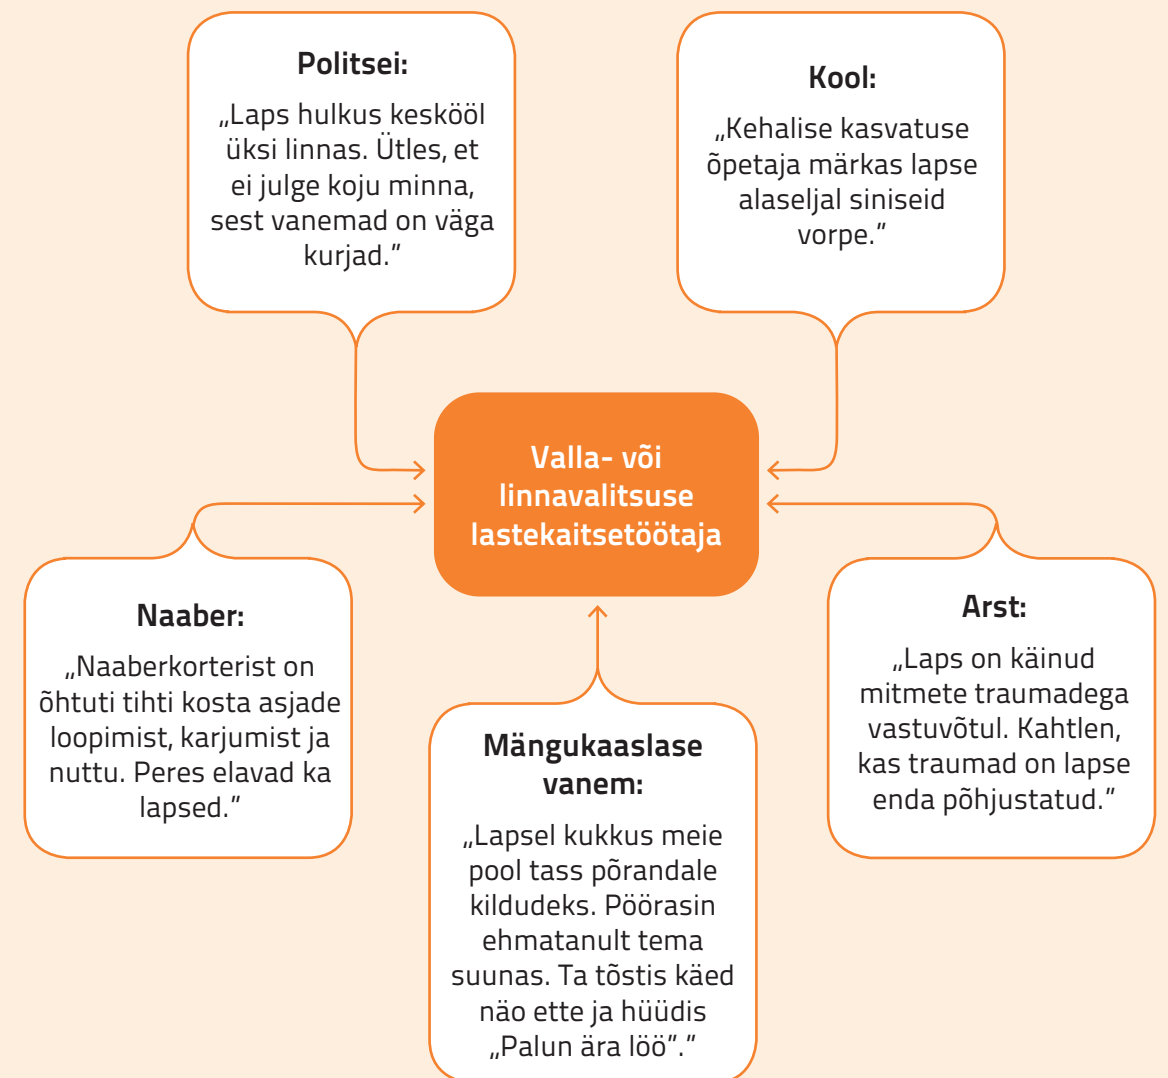 Politsei:
„Laps hulkus keskööl
üksi linnas. Ütles, et
ei julge koju minna,
sest vanemad on väga
kurjad.”
Kool:
„Kehalise kasvatuse
õpetaja märkas lapse
alaseljal siniseid
vorpe.”
Valla- või
linnavalitsuse
lastekaitsetöötaja
Naaber:
„Naaberkorterist on
õhtuti tihti kosta asjade
loopimist, karjumist ja
nuttu. Peres elavad ka
lapsed.”
Mängukaaslase
vanem:
„Lapsel kukkus meie
pool tass põrandale
kildudeks. Pöörasin
ehmatanult tema
suunas. Ta tõstis käed
näo ette ja hüüdis
„Palun ära löö”.”
Arst:
„Laps on käinud
mitmete traumadega
vastuvõtul. Kahtlen,
kas traumad on lapse
enda põhjustatud.”